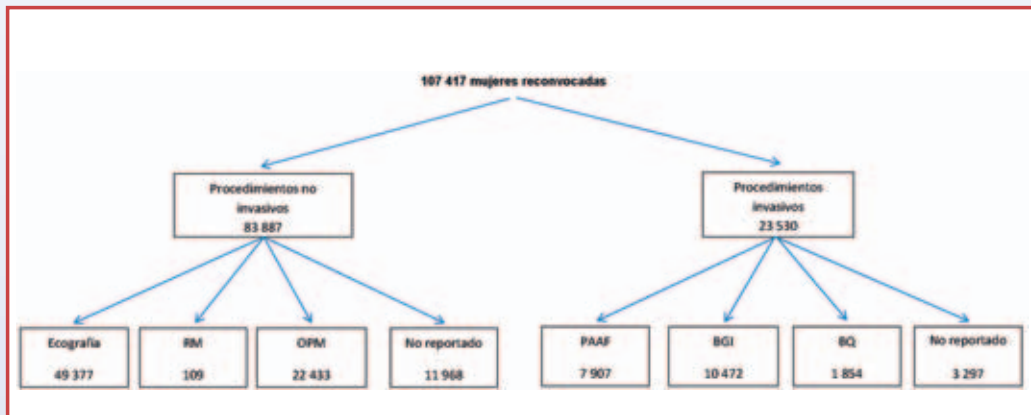 107 417 mujeres reconvocadas
Procedimientos no
invasivos
83 887
Procedimientos
invasivos
23 530
Ecografía
49 377
RM
109
OPM
22 433
No reportado
11 968
PAAF
7 907
BGI
10 472
BQ
1 854
No reportado
3 297